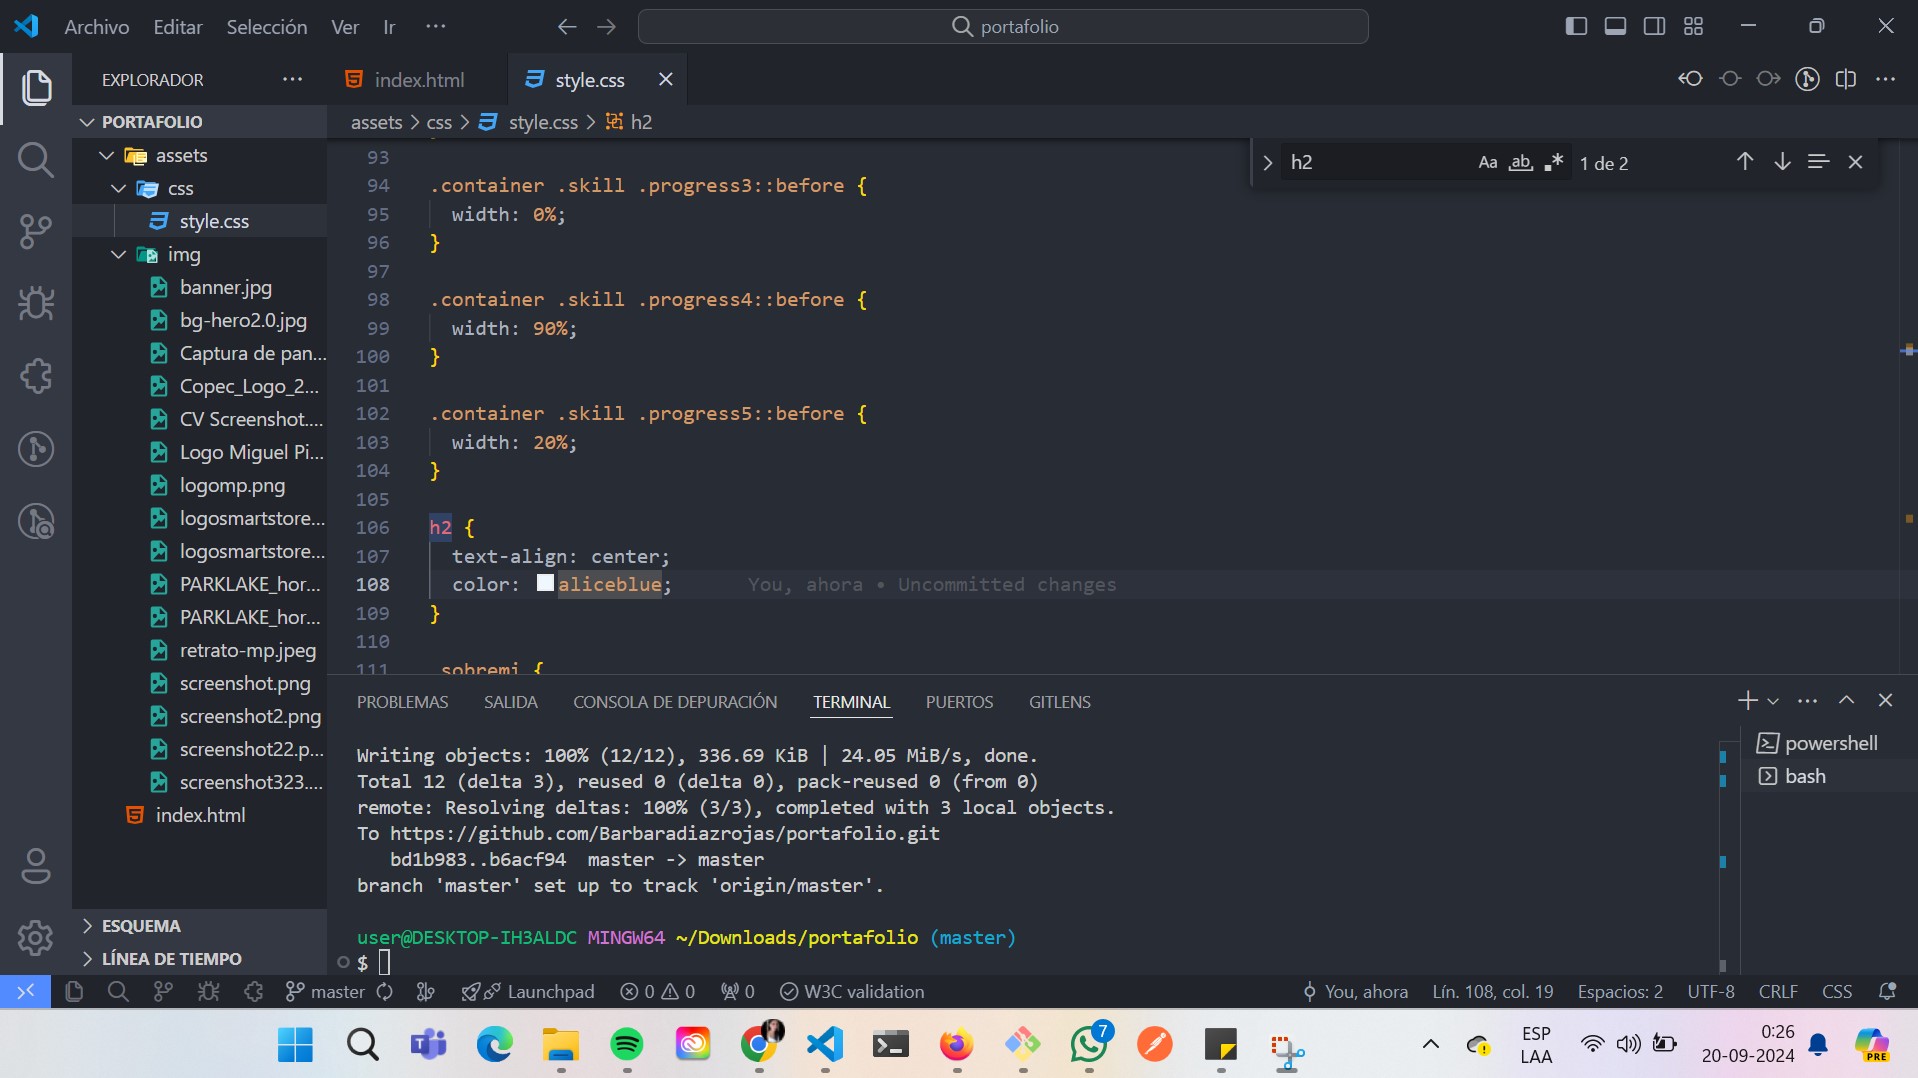 Archivo Editar Selección Ver Ir ···
portafolio
EXPLORADOR
index.html
style.css
PORTAFOLIO
assets > css > style.css > h2
h2
Aa ab .* 1 de 2
assets
css
style.css
img
banner.jpg
bg-hero2.0.jpg
Captura de pan...
Copec_Logo_2...
CV Screenshot....
Logo Miguel Pi...
logomp.png
logosmartstore...
logosmartstore...
PARKLAKE_hor...
PARKLAKE_hor...
retrato-mp.jpeg
screenshot.png
screenshot2.png
screenshot22.p...
screenshot323....
index.html
ESQUEMA
LÍNEA DE TIEMPO
93
94 .container .skill .progress3::before {
95 width: 0%;
96 }
97
98 .container .skill .progress4::before {
99 width: 90%;
100 }
101
102 .container .skill .progress5::before {
103 width: 20%;
104 }
105
106 h2 {
107 text-align: center;
108 color: aliceblue; You, ahora • Uncommitted changes
109 }
110
111 .sobremi {
PROBLEMAS SALIDA CONSOLA DE DEPURACIÓN TERMINAL PUERTOS GITLENS
Writing objects: 100% (12/12), 336.69 KiB | 24.05 MiB/s, done.
Total 12 (delta 3), reused 0 (delta 0), pack-reused 0 (from 0)
remote: Resolving deltas: 100% (3/3), completed with 3 local objects.
To https://github.com/Barbaradiazrojas/portafolio.git
bd1b983..b6acf94 master -> master
branch 'master' set up to track 'origin/master'.
user@DESKTOP-IH3ALDC MINGW64 ~/Downloads/portafolio (master)
$
powershell
bash
master Launchpad 0 0 0 W3C validation You, ahora Lín. 108, col. 19 Espacios: 2 UTF-8 CRLF CSS
7
ESP
LAA
0:26
20-09-2024
PRE